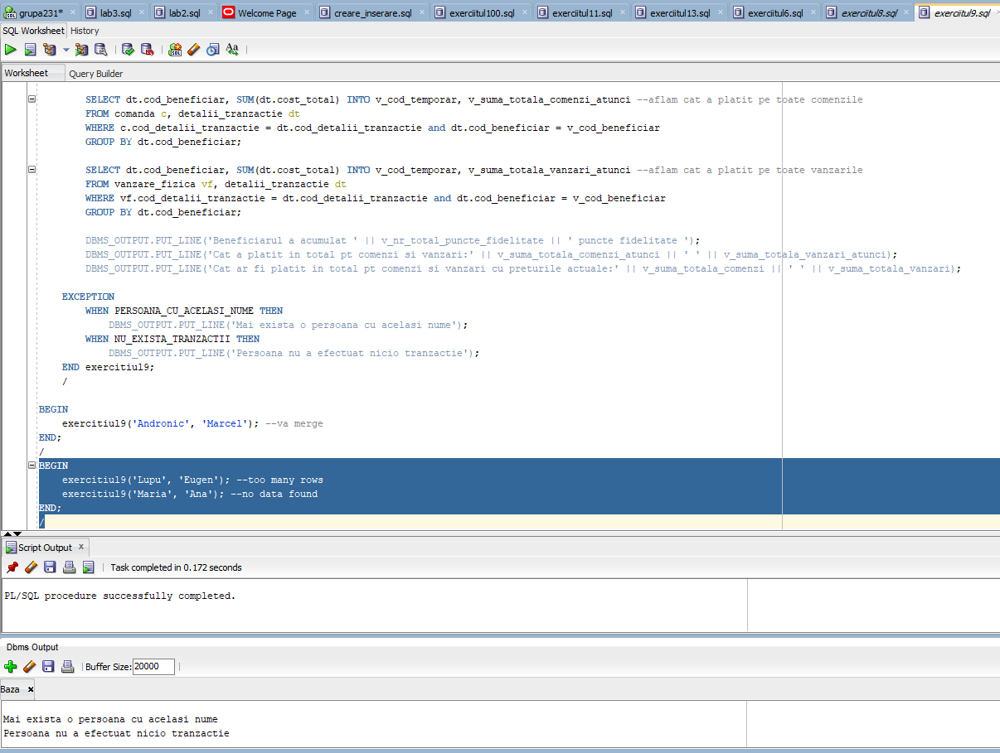 grupa231* lab3.sql lab2.sql Welcome Page creare_inserare.sql exerciitul100.sql exerciitul11.sql exerciitul13.sql exerciitul6.sql exerciitul8.sql exerciitul9.sql
SQL Worksheet History
Worksheet Query Builder
SELECT dt.cod_beneficiar, SUM(dt.cost_total) INTO v_cod_temporar, v_suma_totala_comenzi_atunci --aflam cat a platit pe toate comenzile
FROM comanda c, detalii_tranzactie dt
WHERE c.cod_detalii_tranzactie = dt.cod_detalii_tranzactie and dt.cod_beneficiar = v_cod_beneficiar
GROUP BY dt.cod_beneficiar;
SELECT dt.cod_beneficiar, SUM(dt.cost_total) INTO v_cod_temporar, v_suma_totala_vanzari_atunci --aflam cat a platit pe toate vanzarile
FROM vanzare_fizica vf, detalii_tranzactie dt
WHERE vf.cod_detalii_tranzactie = dt.cod_detalii_tranzactie and dt.cod_beneficiar = v_cod_beneficiar
GROUP BY dt.cod_beneficiar;
DBMS_OUTPUT.PUT_LINE('Beneficiarul a acumulat ' || v_nr_total_puncte_fidelitate || ' puncte fidelitate ');
DBMS_OUTPUT.PUT_LINE('Cat a platit in total pt comenzi si vanzari:' || v_suma_totala_comenzi_atunci || ' ' || v_suma_totala_vanzari_atunci);
DBMS_OUTPUT.PUT_LINE('Cat ar fi platit in total pt comenzi si vanzari cu preturile actuale:' || v_suma_totala_comenzi || ' ' || v_suma_totala_vanzari);
EXCEPTION
WHEN PERSOANA_CU_ACELASI_NUME THEN
DBMS_OUTPUT.PUT_LINE('Mai exista o persoana cu acelasi nume');
WHEN NU_EXISTA_TRANZACTII THEN
DBMS_OUTPUT.PUT_LINE('Persoana nu a efectuat nicio tranzactie');
END exercitiul9;
/
BEGIN
exercitiul9('Andronic', 'Marcel'); --va merge
END;
/
BEGIN
exercitiul9('Lupu', 'Eugen'); --too many rows
exercitiul9('Maria', 'Ana'); --no data found
END;
/
Script Output x
Task completed in 0.172 seconds
PL/SQL procedure successfully completed.
Dbms Output
Buffer Size: 20000
Baza x
Mai exista o persoana cu acelasi nume
Persoana nu a efectuat nicio tranzactie